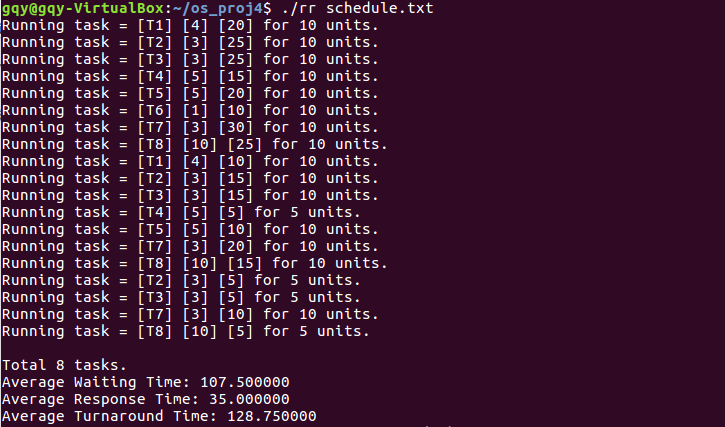 gqy@gqy-VirtualBox:~/os_proj4$ ./rr schedule.txt
Running task = [T1] [4] [20] for 10 units.
Running task = [T2] [3] [25] for 10 units.
Running task = [T3] [3] [25] for 10 units.
Running task = [T4] [5] [15] for 10 units.
Running task = [T5] [5] [20] for 10 units.
Running task = [T6] [1] [10] for 10 units.
Running task = [T7] [3] [30] for 10 units.
Running task = [T8] [10] [25] for 10 units.
Running task = [T1] [4] [10] for 10 units.
Running task = [T2] [3] [15] for 10 units.
Running task = [T3] [3] [15] for 10 units.
Running task = [T4] [5] [5] for 5 units.
Running task = [T5] [5] [10] for 10 units.
Running task = [T7] [3] [20] for 10 units.
Running task = [T8] [10] [15] for 10 units.
Running task = [T2] [3] [5] for 5 units.
Running task = [T3] [3] [5] for 5 units.
Running task = [T7] [3] [10] for 10 units.
Running task = [T8] [10] [5] for 5 units.
Total 8 tasks.
Average Waiting Time: 107.500000
Average Response Time: 35.000000
Average Turnaround Time: 128.750000